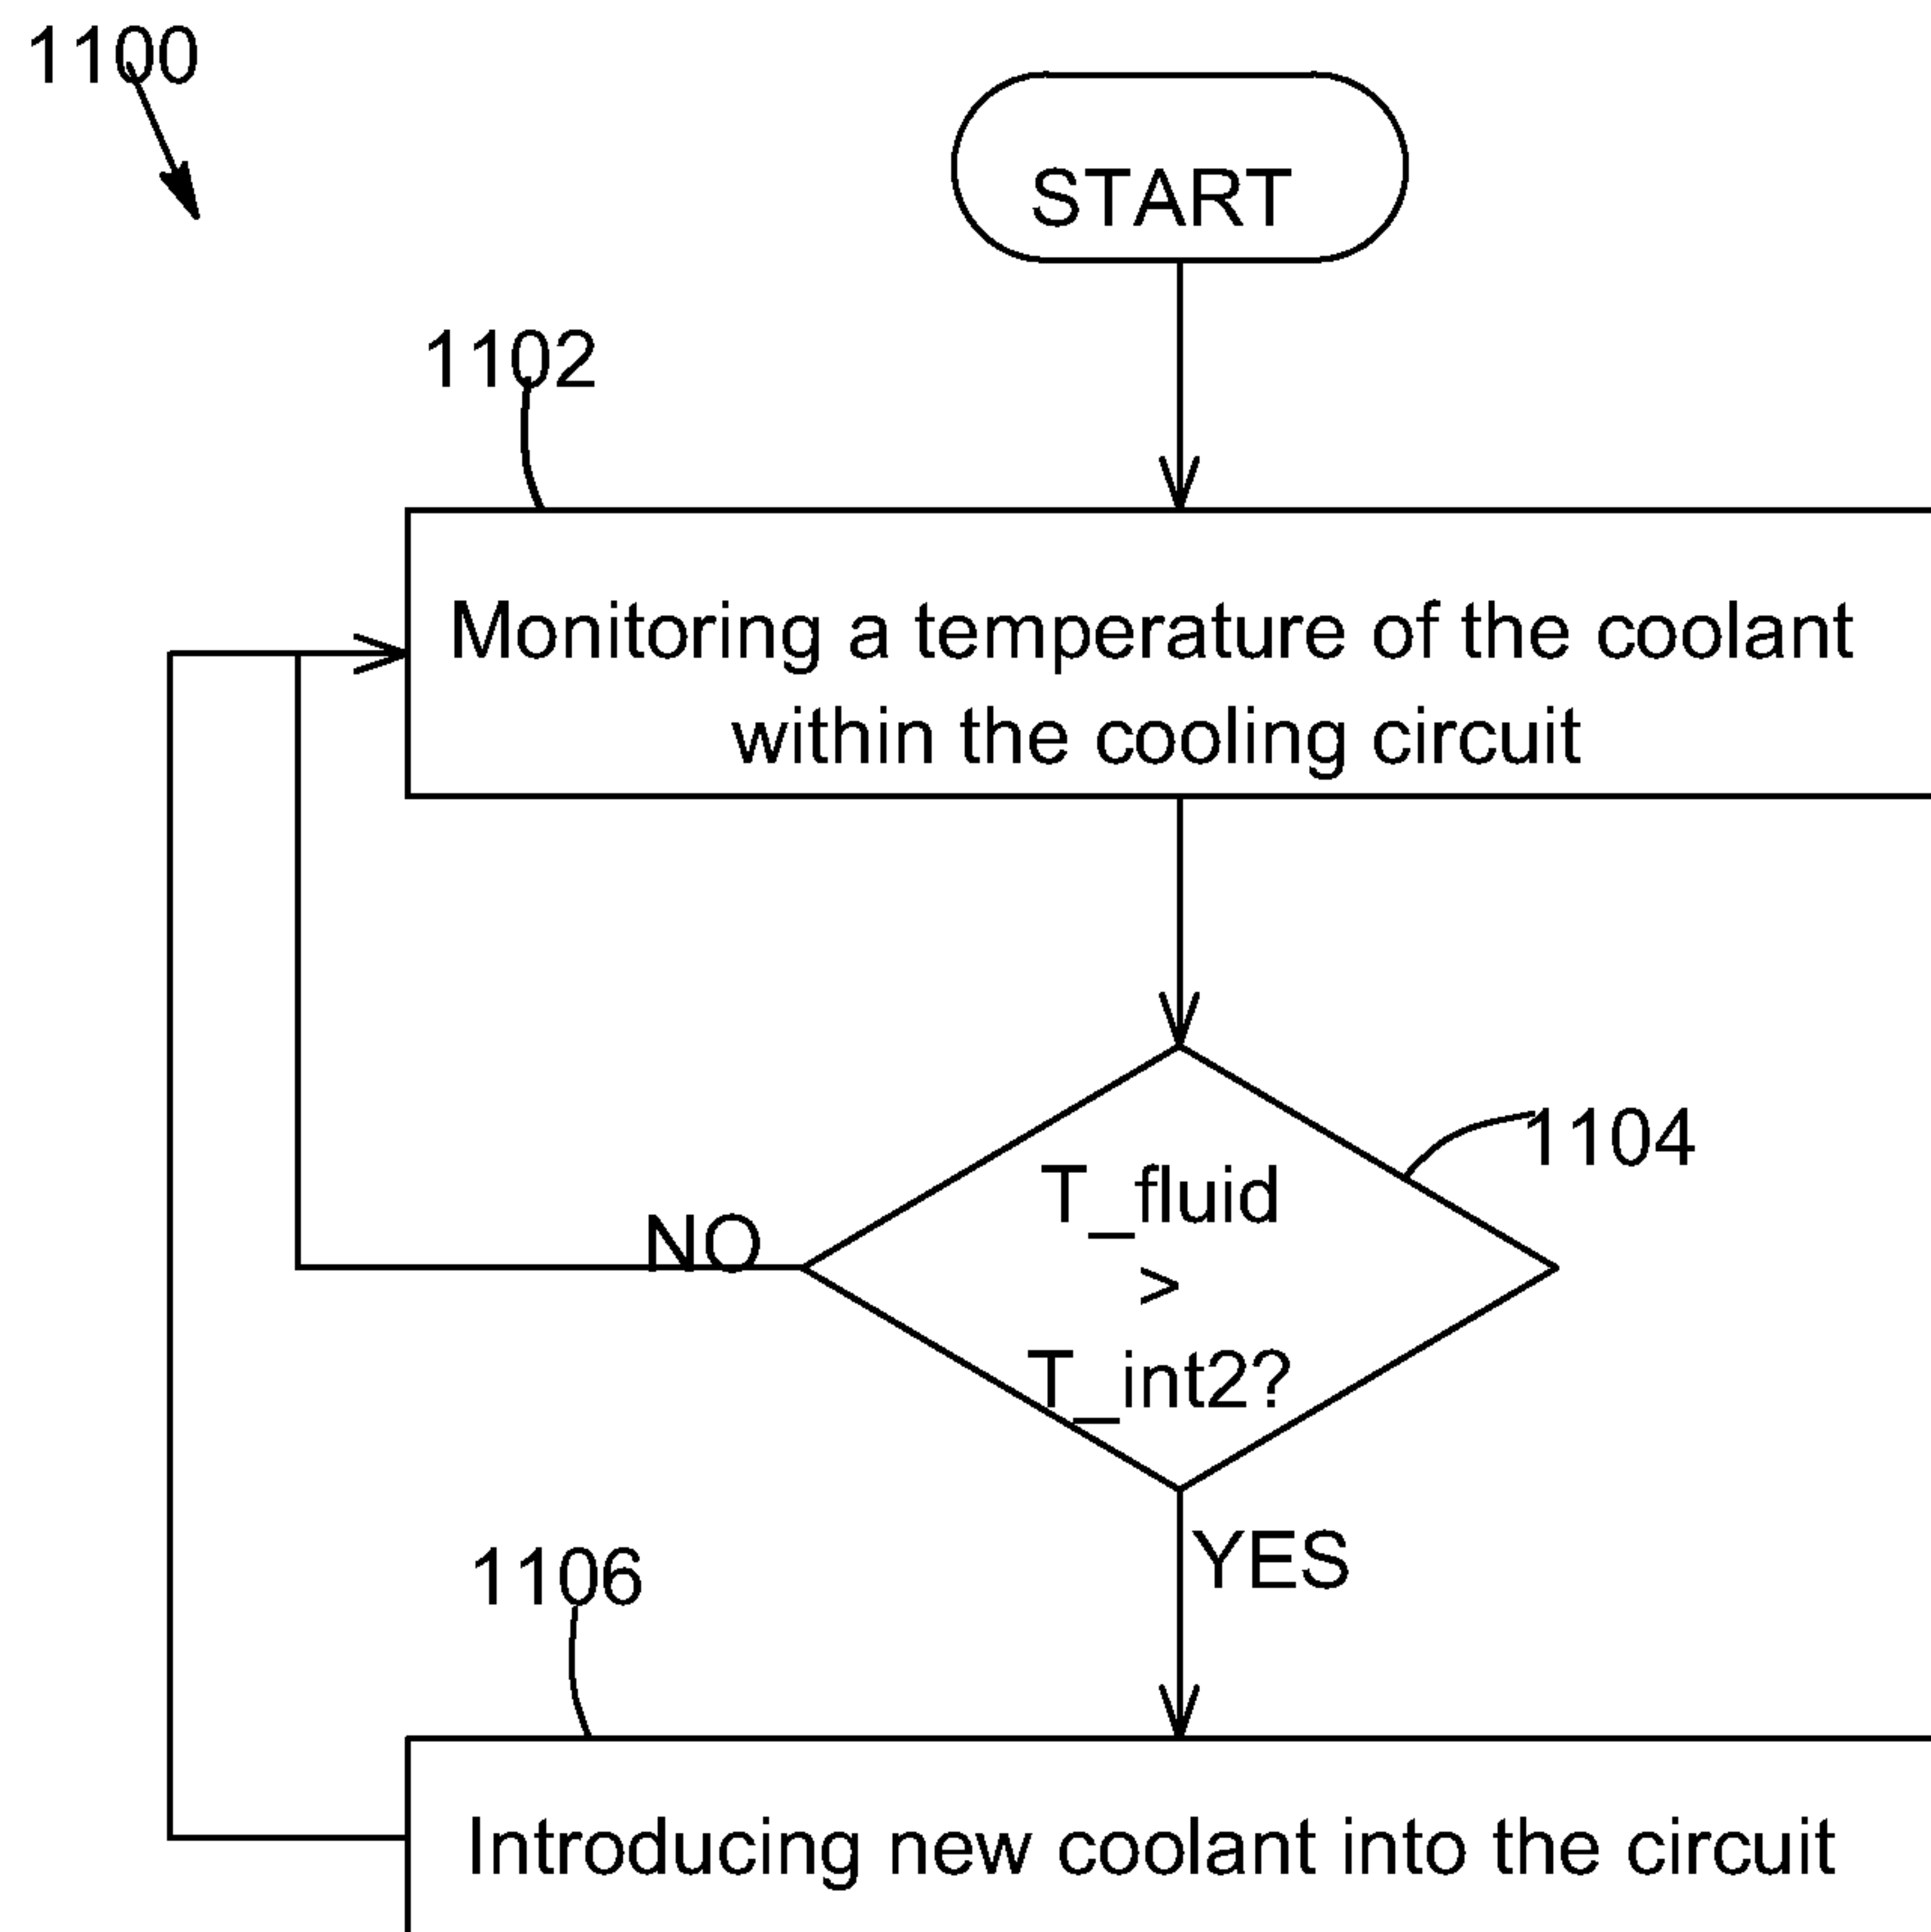 1100
START
1102
Monitoring a temperature of the coolant
within the cooling circuit
1104
T_fluid
>
T_int2?
NO
YES
1106
Introducing new coolant into the circuit